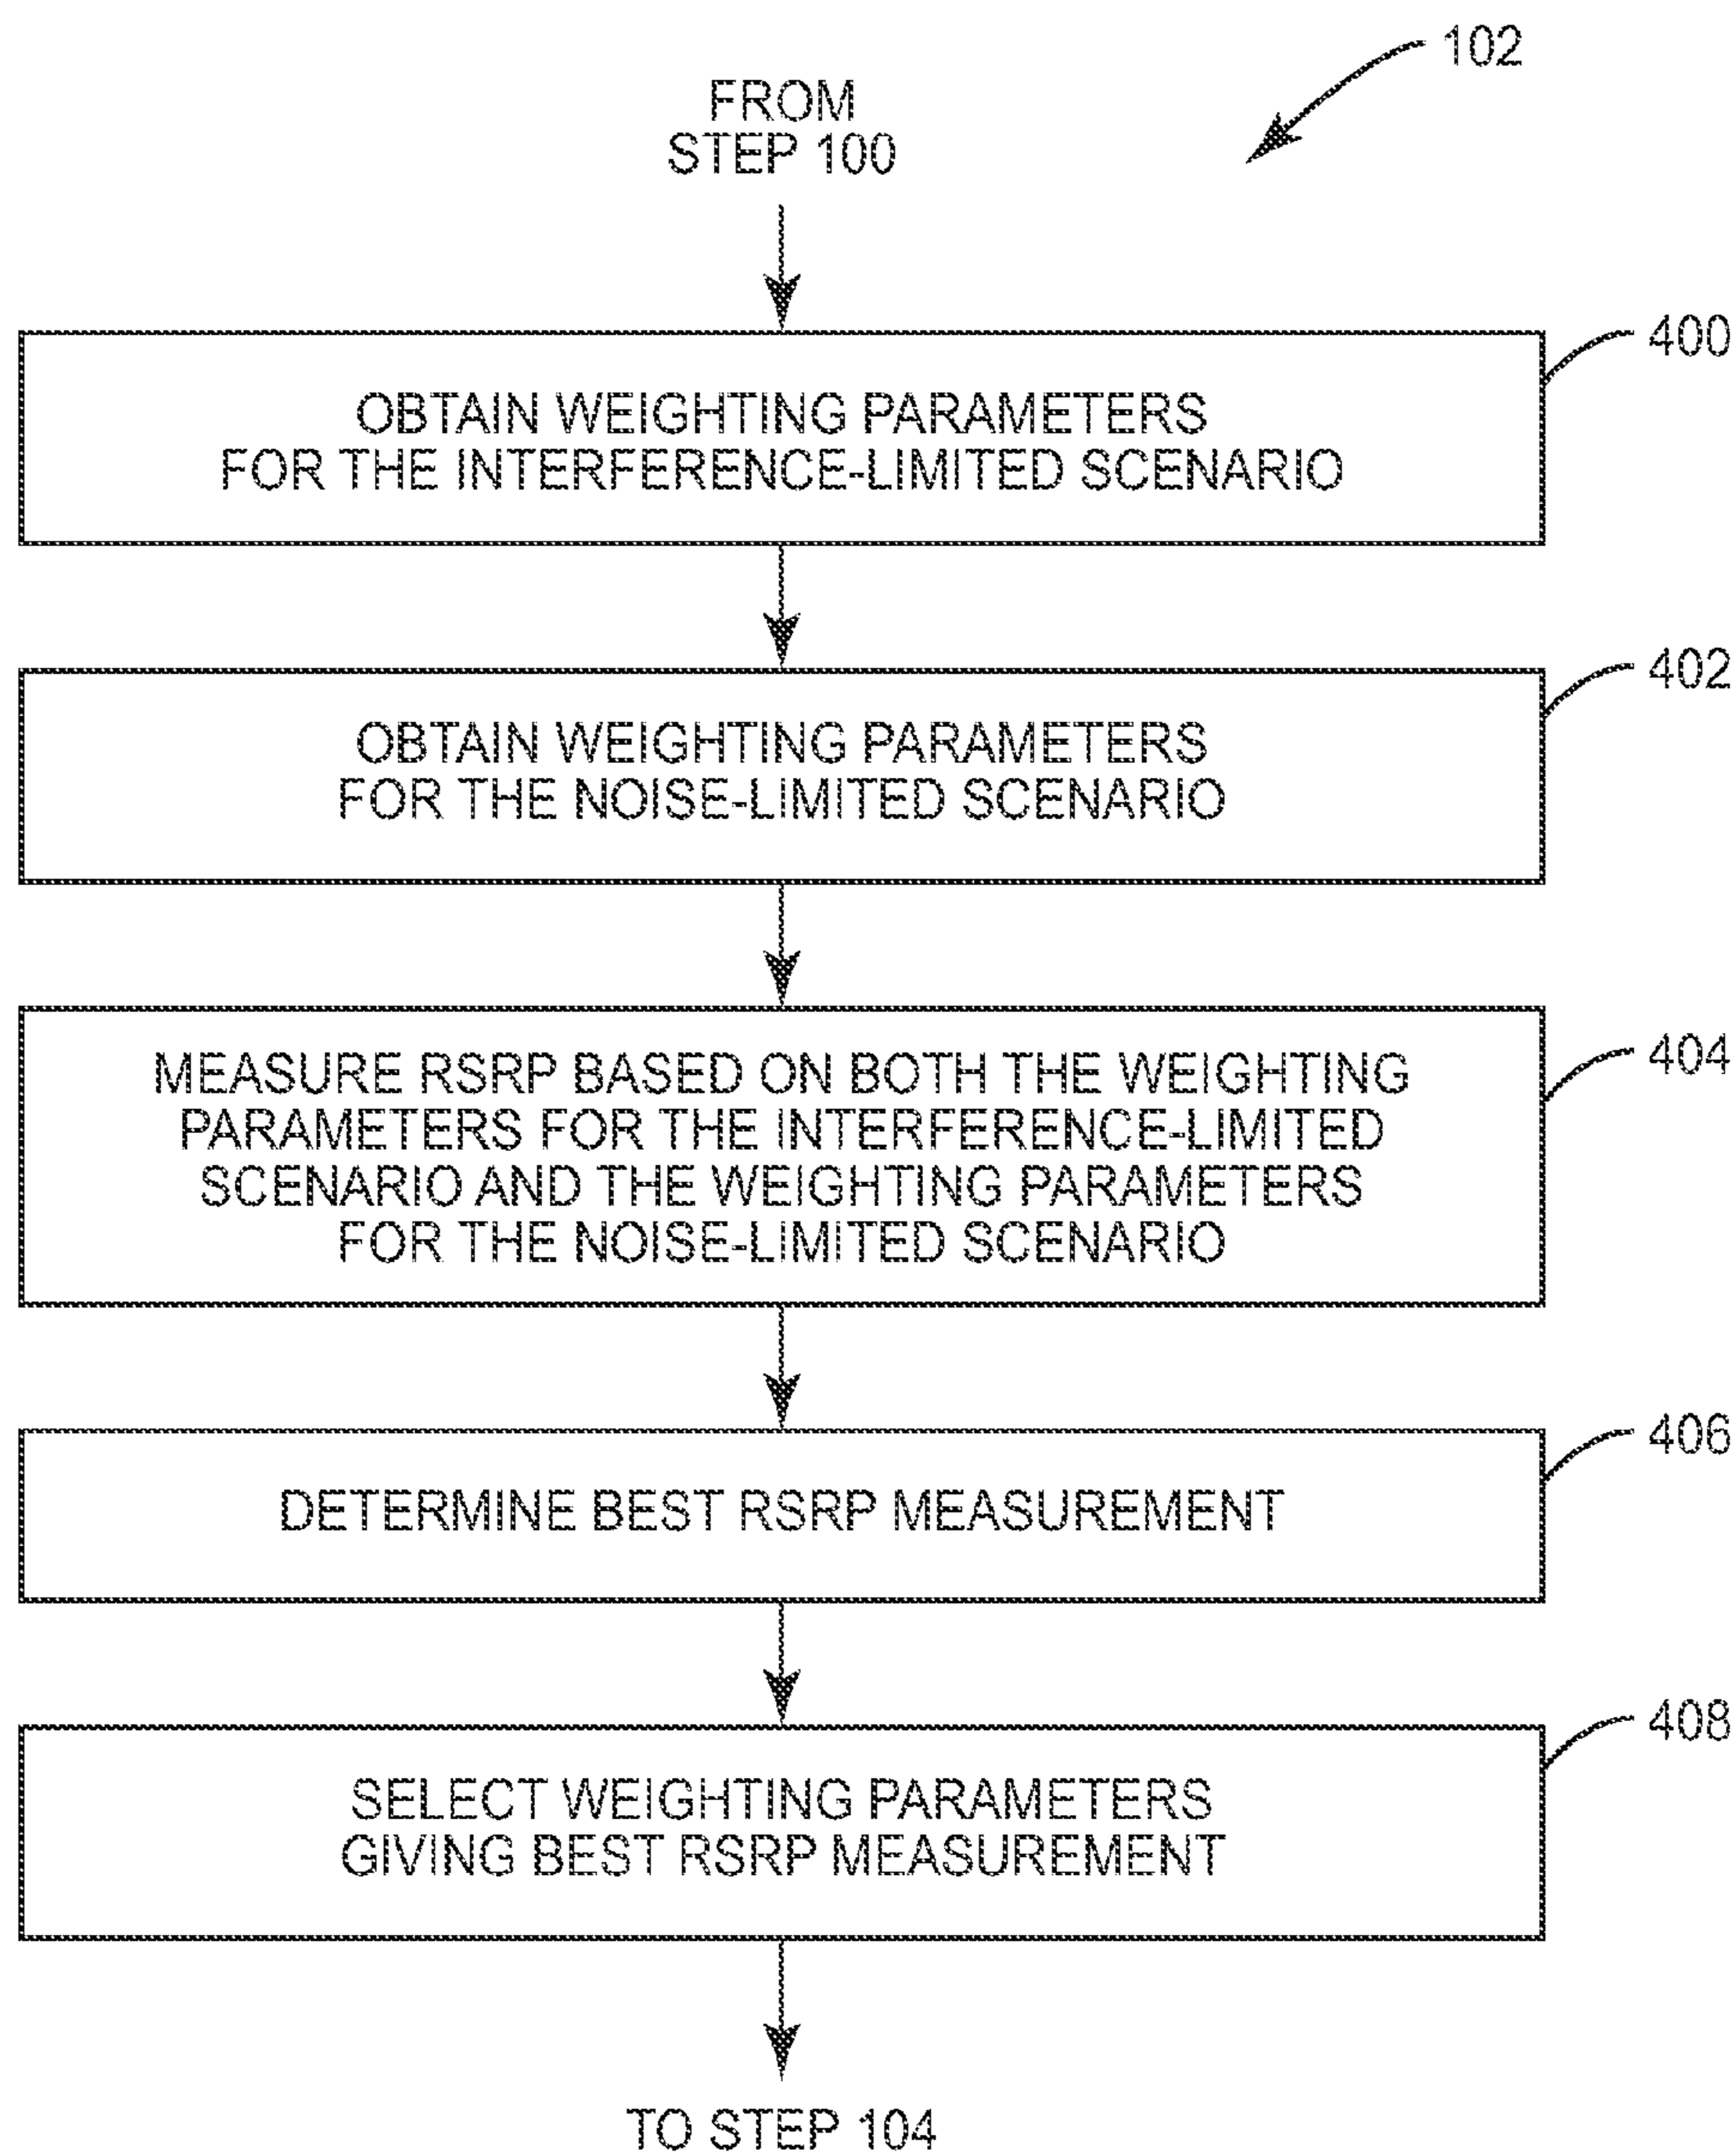 102
FROM
STEP 100
400
OBTAIN WEIGHTING PARAMETERS
FOR THE INTERFERENCE-LIMITED SCENARIO
402
OBTAIN WEIGHTING PARAMETERS
FOR THE NOISE-LIMITED SCENARIO
404
MEASURE RSRP BASED ON BOTH THE WEIGHTING
PARAMETERS FOR THE INTERFERENCE-LIMITED
SCENARIO AND THE WEIGHTING PARAMETERS
FOR THE NOISE-LIMITED SCENARIO
406
DETERMINE BEST RSRP MEASUREMENT
408
SELECT WEIGHTING PARAMETERS
GIVING BEST RSRP MEASUREMENT
TO STEP 104